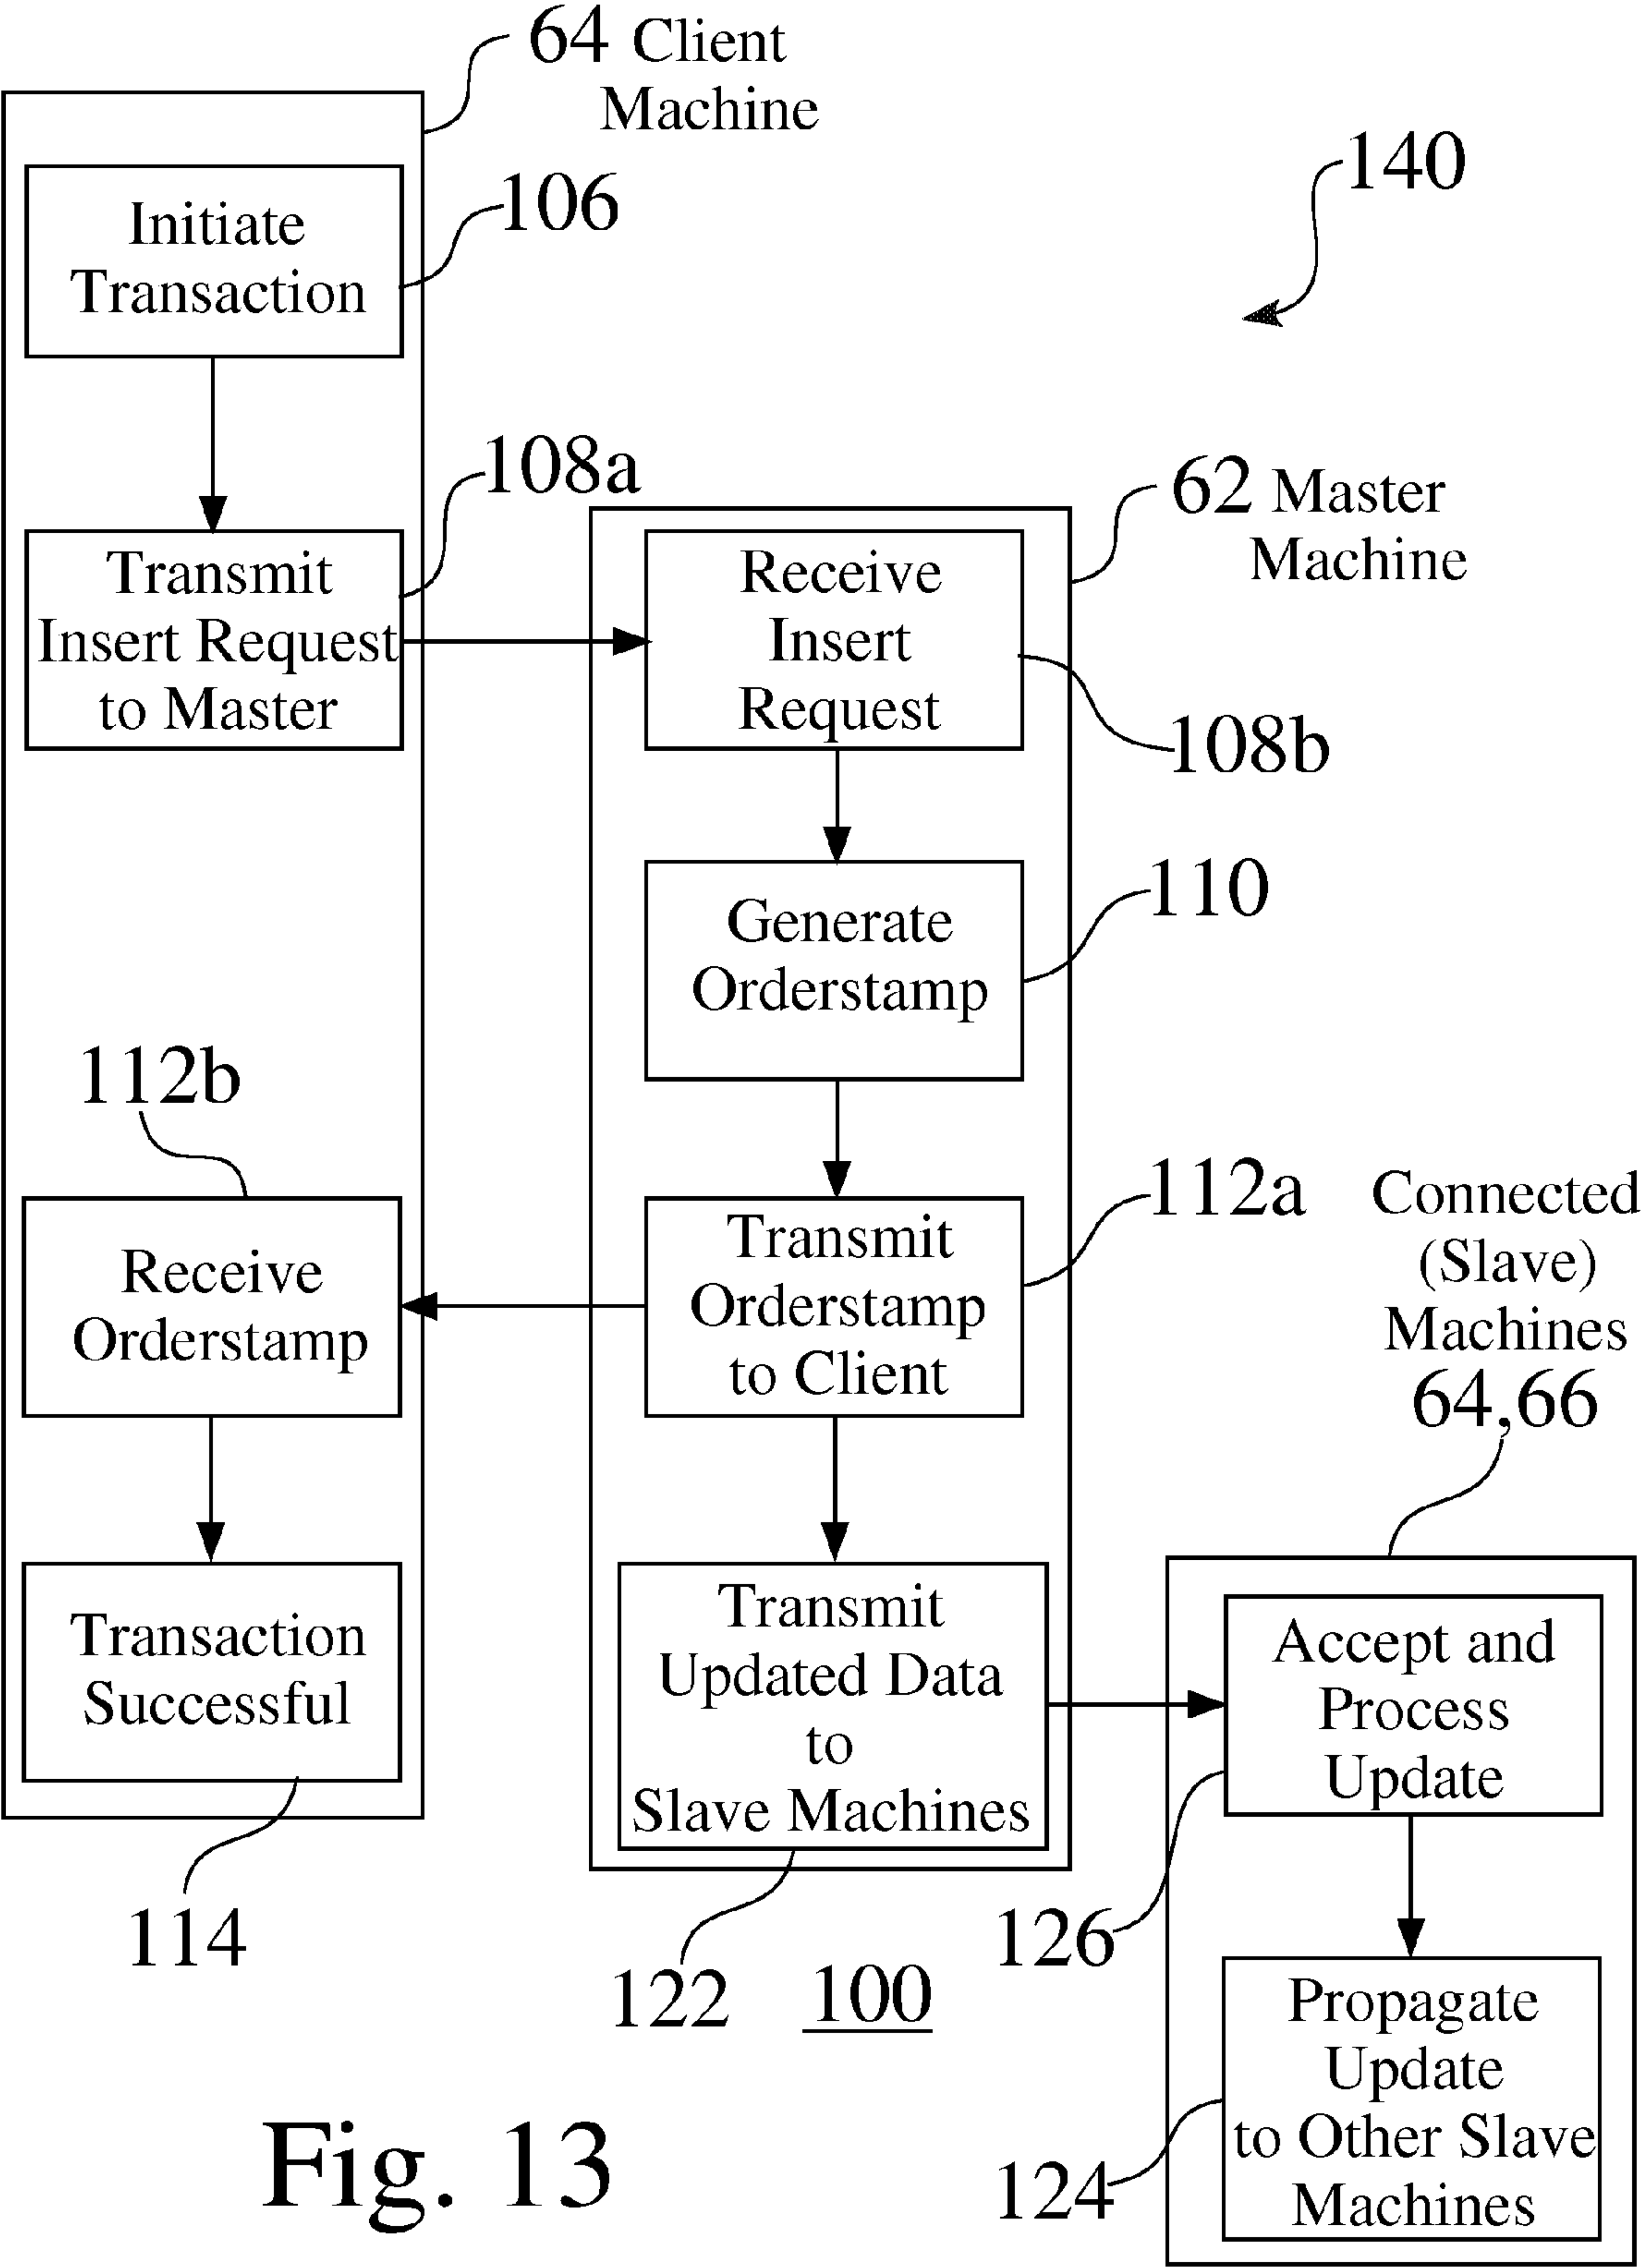 64 Client
Machine
140
Initiate
Transaction
106
108a
62 Master
Machine
Transmit
Insert Request
to Master
Receive
Insert
Request
108b
Generate
Orderstamp
110
112b
112a
Connected
(Slave)
Machines
64,66
Receive
Orderstamp
Transmit
Orderstamp
to Client
Transaction
Successful
Transmit
Updated Data
to
Slave Machines
Accept and
Process
Update
114
122
100
126
Propagate
Update
to Other Slave
Machines
124
Fig. 13